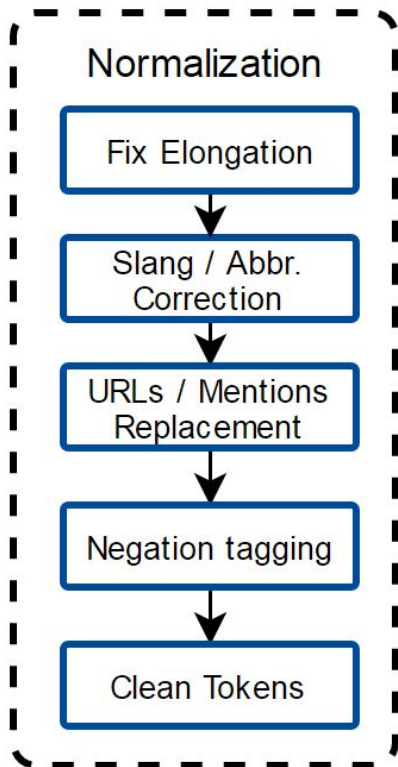 Normalization
Fix Elongation
Slang / Abbr.
Correction
URLs / Mentions
Replacement
Negation tagging
Clean Tokens